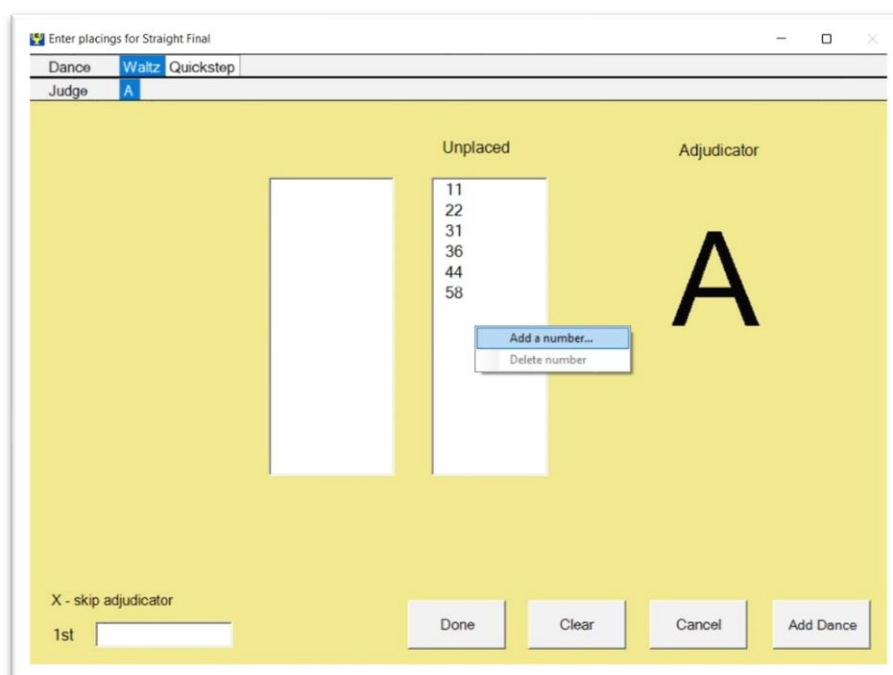 Enter placings for Straight Final
Dance Waltz Quickstep
Judge A
Unplaced
Adjudicator
11
22
31
36
44
58
A
Add a number...
Delete number
X - skip adjudicator
1st
Done Clear Cancel Add Dance